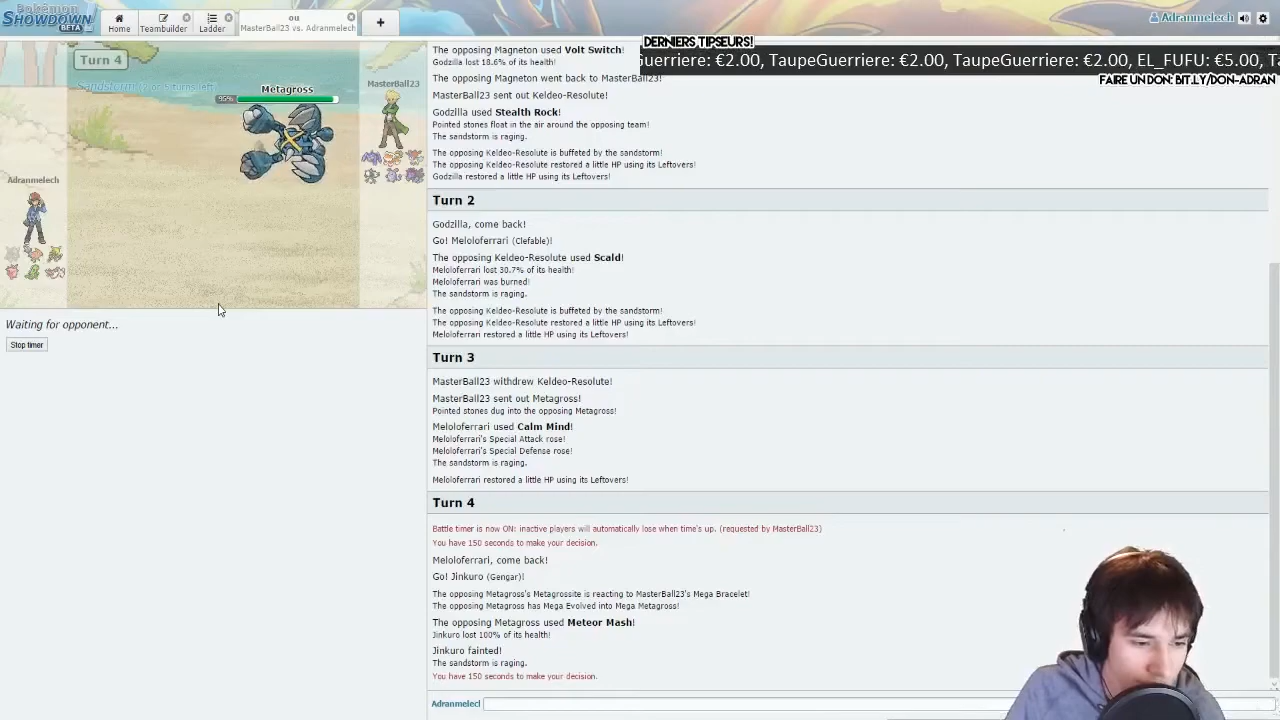 Pokémon
SHOWDOWN
BETA
Home
Teambuilder
Ladder
ou
MasterBall23 vs. Adranmelech
+
Adranmelech
DERNIERS TIPSEURS!
Guerriere: €2.00, TaupeGuerriere: €2.00, TaupeGuerriere: €2.00, EL_FUFU: €5.00, Ta
FAIRE UN DON: BIT.LY/DON-ADRAN
Turn 4
Metagross
95%
MasterBall23
Adranmelech
Waiting for opponent...
Stop timer
The opposing Magneton used Volt Switch!
Godzilla lost 18.6% of its health!
The opposing Magneton went back to MasterBall23!
MasterBall23 sent out Keldeo-Resolute!
Godzilla used Stealth Rock!
Pointed stones float in the air around the opposing team!
The sandstorm is raging.
The opposing Keldeo-Resolute is buffeted by the sandstorm!
The opposing Keldeo-Resolute restored a little HP using its Leftovers!
Godzilla restored a little HP using its Leftovers!
Turn 2
Godzilla, come back!
Go! Meloloferrari (Clefable)!
The opposing Keldeo-Resolute used Scald!
Meloloferrari lost 30.7% of its health!
Meloloferrari was burned!
The sandstorm is raging.
The opposing Keldeo-Resolute is buffeted by the sandstorm!
The opposing Keldeo-Resolute restored a little HP using its Leftovers!
Meloloferrari restored a little HP using its Leftovers!
Turn 3
MasterBall23 withdrew Keldeo-Resolute!
MasterBall23 sent out Metagross!
Pointed stones dug into the opposing Metagross!
Meloloferrari used Calm Mind!
Meloloferrari's Special Attack rose!
Meloloferrari's Special Defense rose!
The sandstorm is raging.
Meloloferrari restored a little HP using its Leftovers!
Turn 4
Battle timer is now ON: inactive players will automatically lose when time's up. (requested by MasterBall23)
You have 150 seconds to make your decision.
Meloloferrari, come back!
Go! Jinkuro (Gengar)!
The opposing Metagross's Metagrossite is reacting to MasterBall23's Mega Bracelet!
The opposing Metagross has Mega Evolved into Mega Metagross!
The opposing Metagross used Meteor Mash!
Jinkuro lost 100% of its health!
Jinkuro fainted!
The sandstorm is raging.
You have 150 seconds to make your decision.
Adranmelecl